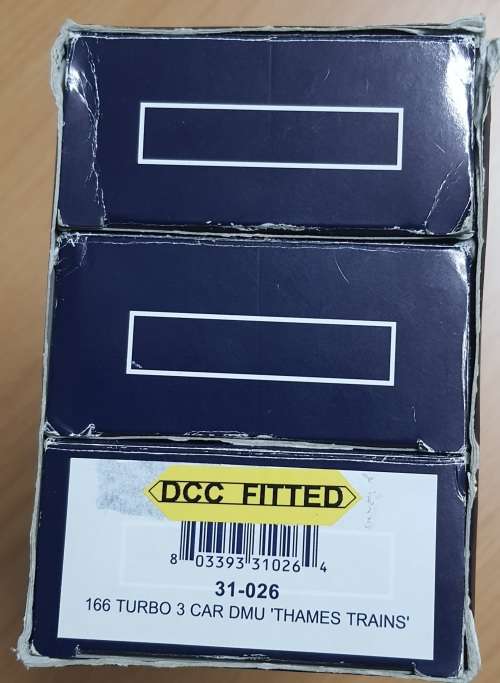 DCC FITTED
8 03393 31026 4
31-026
166 TURBO 3 CAR DMU 'THAMES TRAINS'